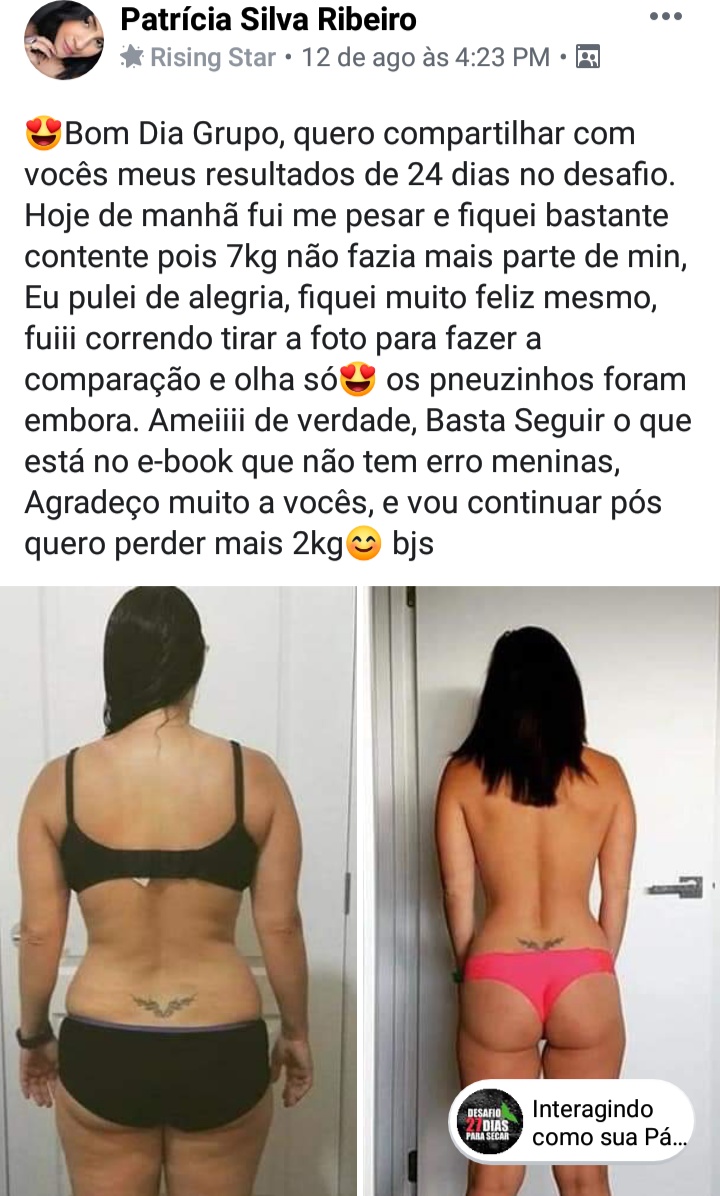 Patrícia Silva Ribeiro
Rising Star • 12 de ago às 4:23 PM •
😍Bom Dia Grupo, quero compartilhar com
vocês meus resultados de 24 dias no desafio.
Hoje de manhã fui me pesar e fiquei bastante
contente pois 7kg não fazia mais parte de min,
Eu pulei de alegria, fiquei muito feliz mesmo,
fuiii correndo tirar a foto para fazer a
comparação e olha só😍 os pneuzinhos foram
embora. Ameiiii de verdade, Basta Seguir o que
está no e-book que não tem erro meninas,
Agradeço muito a vocês, e vou continuar pós
quero perder mais 2kg😊 bjs
DESAFIO
27DIAS
PARA SECAR
Interagindo
como sua Pá...